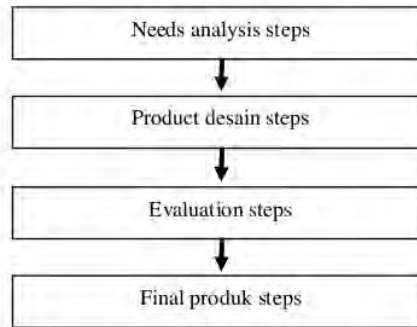 Needs analysis steps
Product desain steps
Evaluation steps
Final produk steps